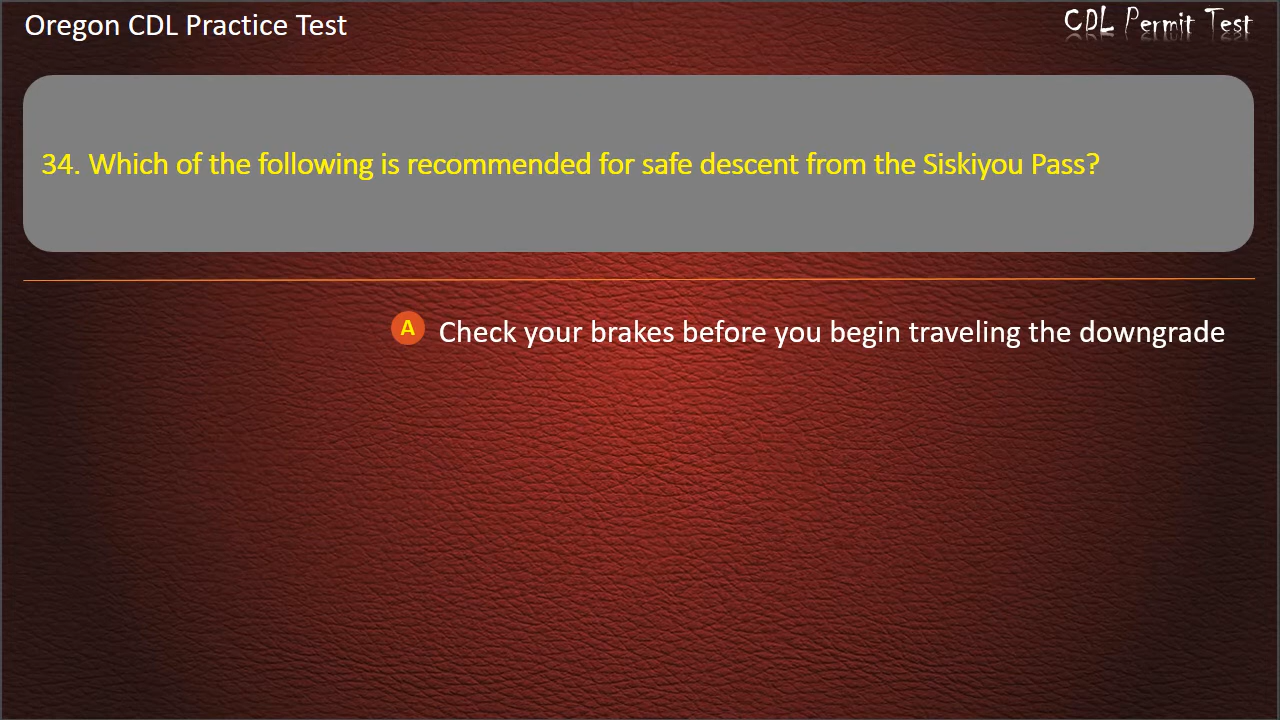 Oregon CDL Practice Test
CDL Permit Test
34. Which of the following is recommended for safe descent from the Siskiyou Pass?
A Check your brakes before you begin traveling the downgrade